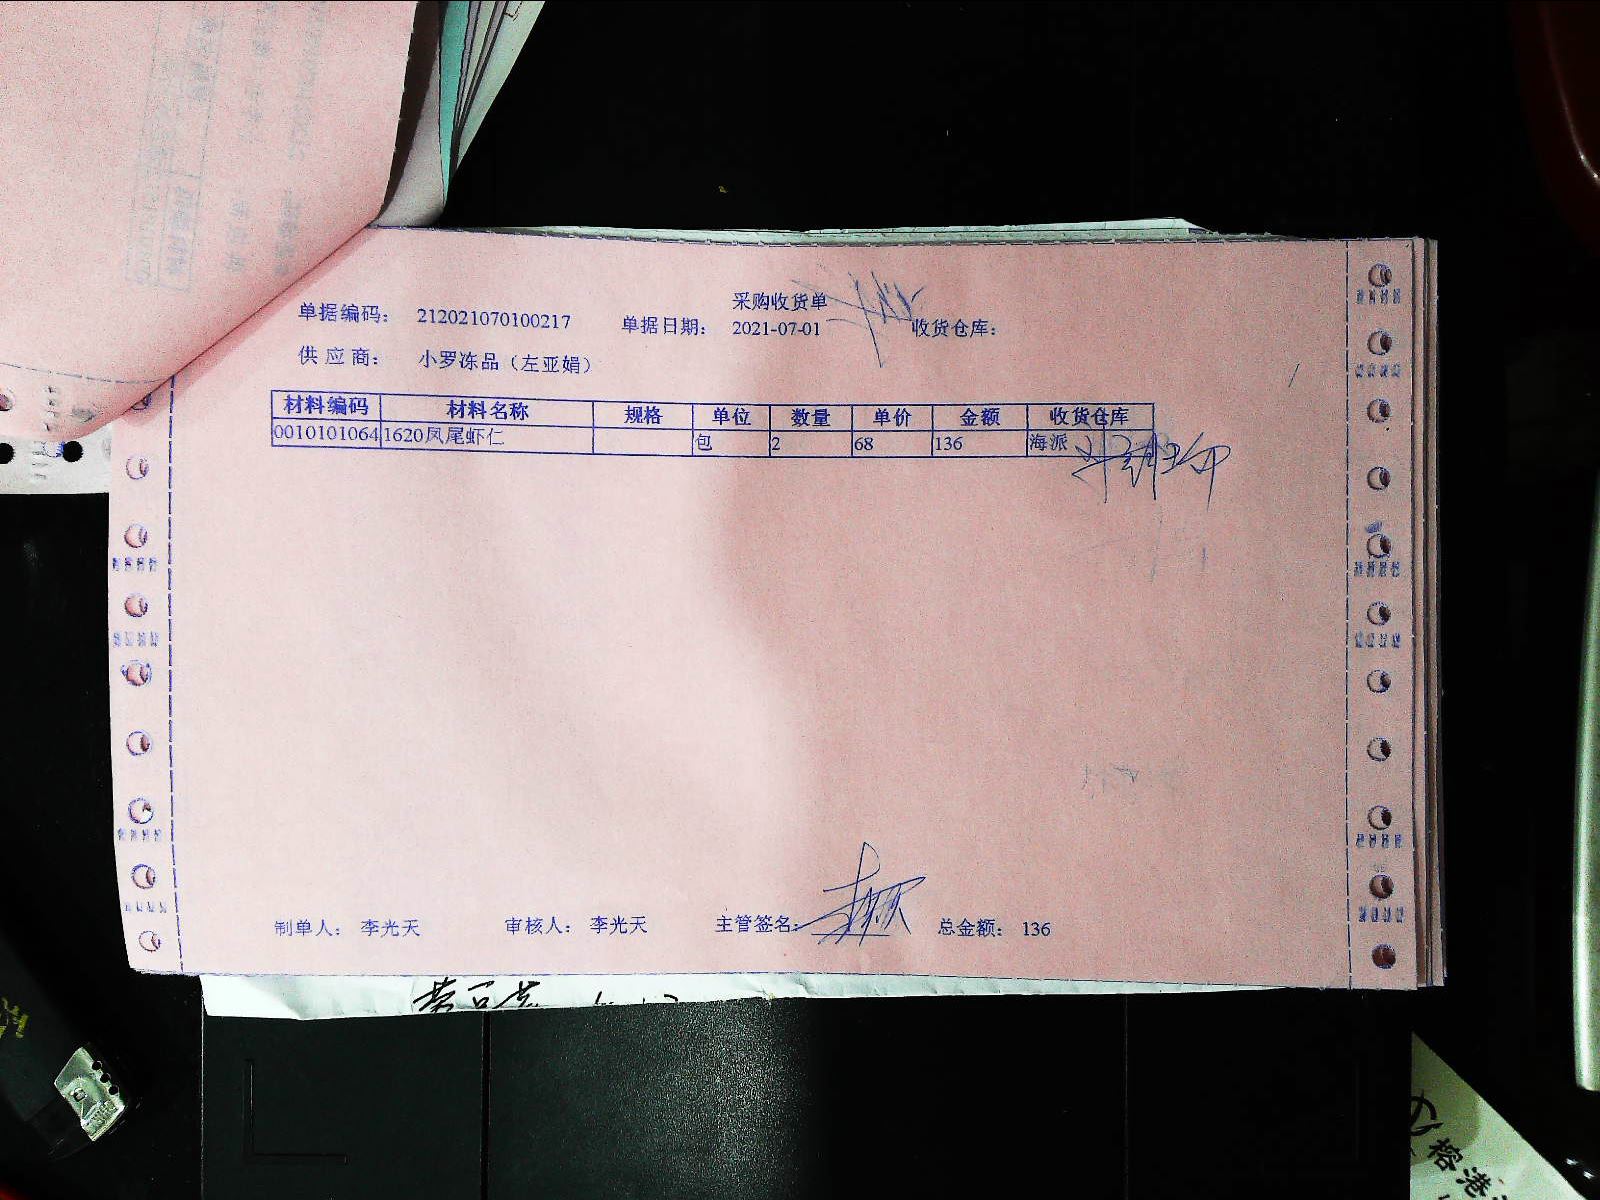 采购收货单
单据编码： 212021070100217 单据日期： 2021-07-01 收货仓库：
供应商： 小罗冻品（左亚娟）
材料编码 材料名称 规格 单位 数量 单价 金额 收货仓库
0010101064 1620凤尾虾仁 包 2 68 136 海派
制单人： 李光天 审核人： 李光天 主管签名： 总金额： 136
榕港